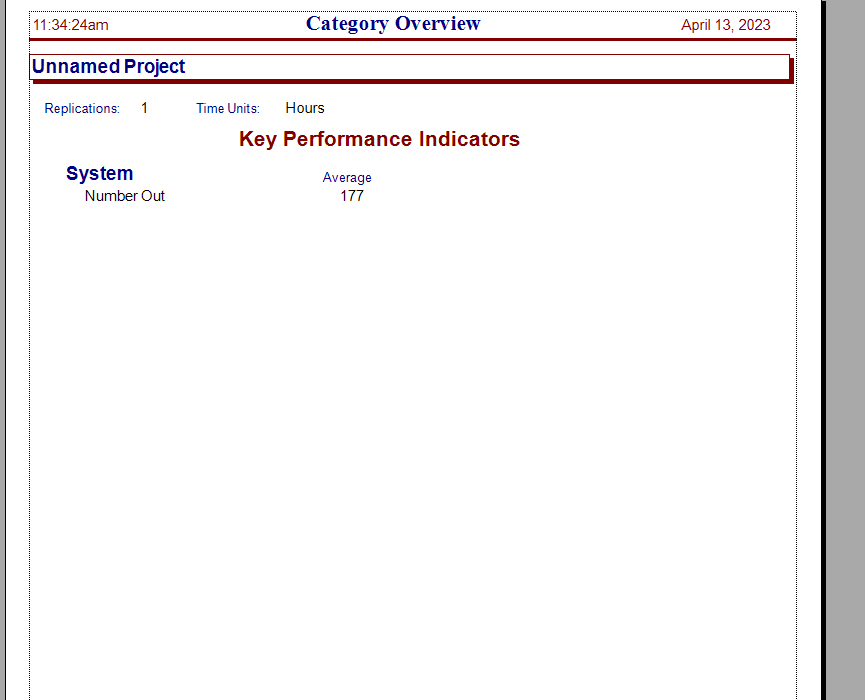 11:34:24am Category Overview April 13, 2023
Unnamed Project
Replications: 1 Time Units: Hours
Key Performance Indicators
System Average
Number Out 177